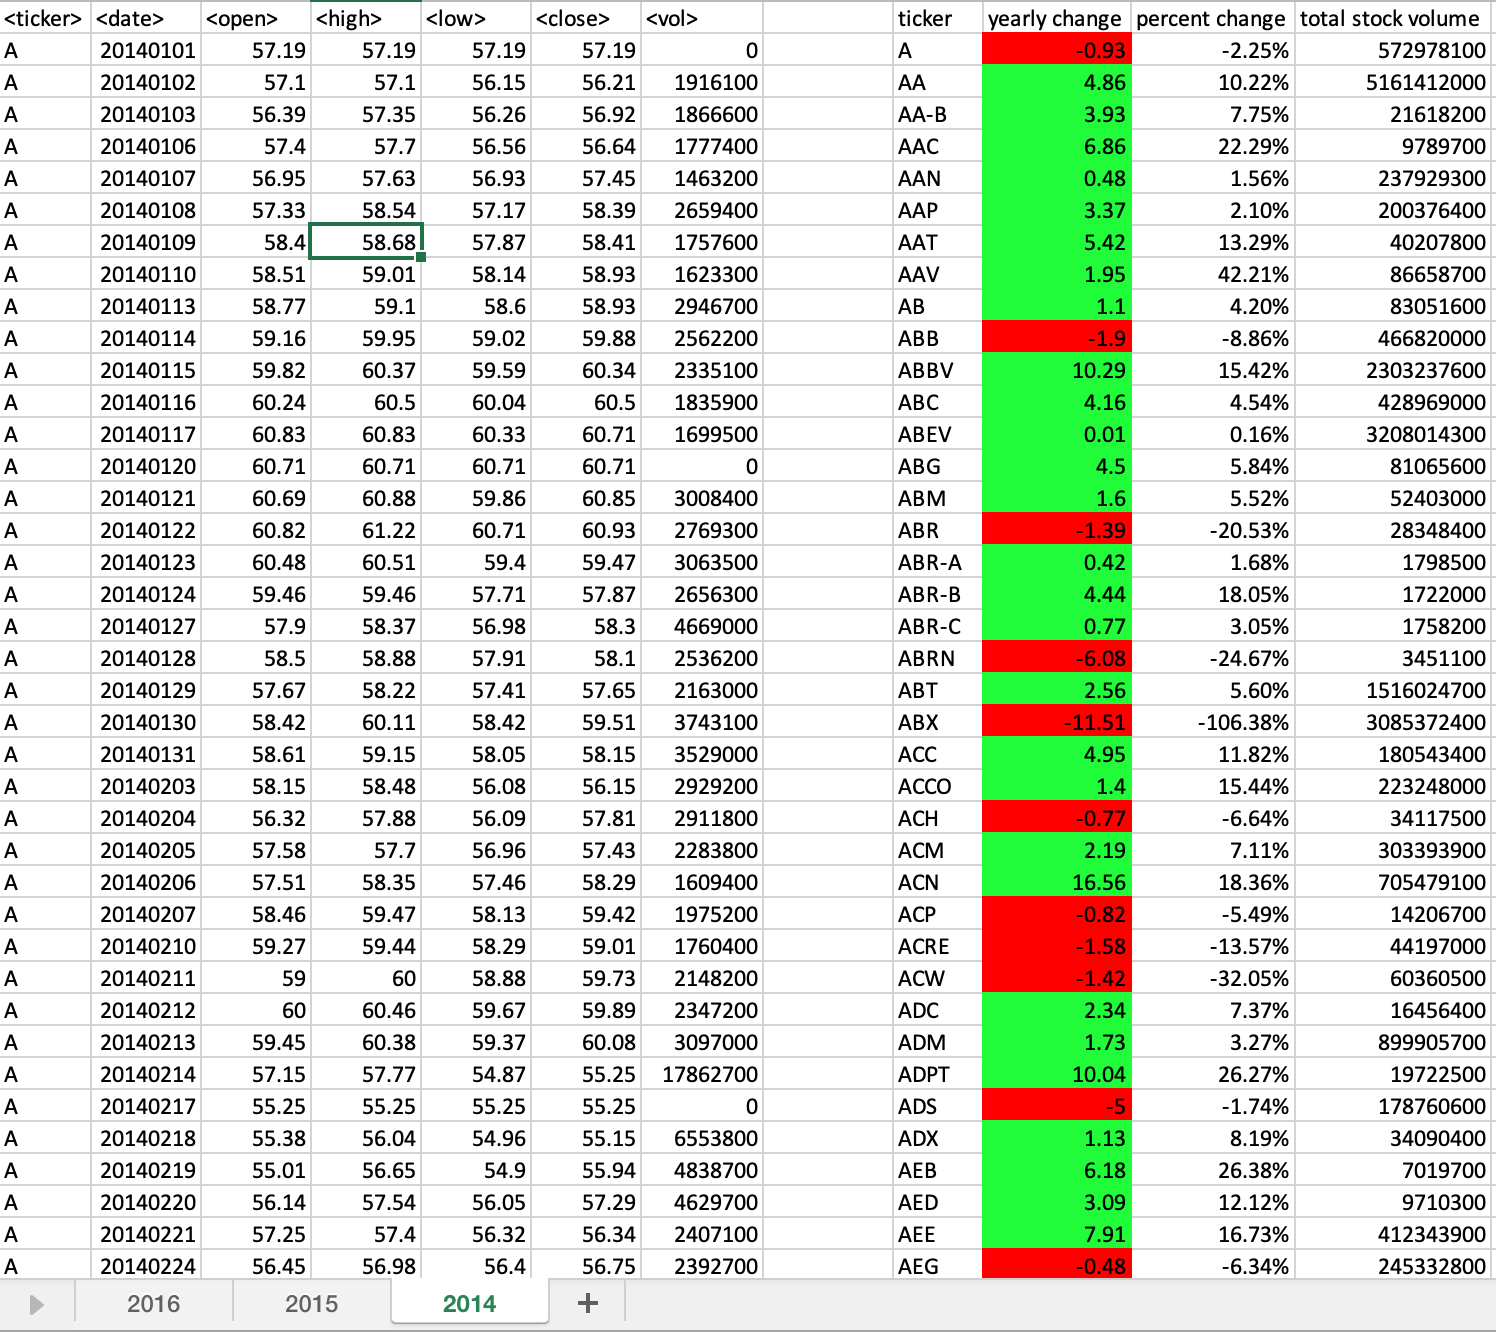 <ticker> <date> <open> <high> <low> <close> <vol> ticker yearly change percent change total stock volume
A 20140101 57.19 57.19 57.19 57.19 0 A -0.93 -2.25% 572978100
A 20140102 57.1 57.1 56.15 56.21 1916100 AA 4.86 10.22% 5161412000
A 20140103 56.39 57.35 56.26 56.92 1866600 AA-B 3.93 7.75% 21618200
A 20140106 57.4 57.7 56.56 56.64 1777400 AAC 6.86 22.29% 9789700
A 20140107 56.95 57.63 56.93 57.45 1463200 AAN 0.48 1.56% 237929300
A 20140108 57.33 58.54 57.17 58.39 2659400 AAP 3.37 2.10% 200376400
A 20140109 58.4 58.68 57.87 58.41 1757600 AAT 5.42 13.29% 40207800
A 20140110 58.51 59.01 58.14 58.93 1623300 AAV 1.95 42.21% 86658700
A 20140113 58.77 59.1 58.6 58.93 2946700 AB 1.1 4.20% 83051600
A 20140114 59.16 59.95 59.02 59.88 2562200 ABB -1.9 -8.86% 466820000
A 20140115 59.82 60.37 59.59 60.34 2335100 ABBV 10.29 15.42% 2303237600
A 20140116 60.24 60.5 60.04 60.5 1835900 ABC 4.16 4.54% 428969000
A 20140117 60.83 60.83 60.33 60.71 1699500 ABEV 0.01 0.16% 3208014300
A 20140120 60.71 60.71 60.71 60.71 0 ABG 4.5 5.84% 81065600
A 20140121 60.69 60.88 59.86 60.85 3008400 ABM 1.6 5.52% 52403000
A 20140122 60.82 61.22 60.71 60.93 2769300 ABR -1.39 -20.53% 28348400
A 20140123 60.48 60.51 59.4 59.47 3063500 ABR-A 0.42 1.68% 1798500
A 20140124 59.46 59.46 57.71 57.87 2656300 ABR-B 4.44 18.05% 1722000
A 20140127 57.9 58.37 56.98 58.3 4669000 ABR-C 0.77 3.05% 1758200
A 20140128 58.5 58.88 57.91 58.1 2536200 ABRN -6.08 -24.67% 3451100
A 20140129 57.67 58.22 57.41 57.65 2163000 ABT 2.56 5.60% 1516024700
A 20140130 58.42 60.11 58.42 59.51 3743100 ABX -11.51 -106.38% 3085372400
A 20140131 58.61 59.15 58.05 58.15 3529000 ACC 4.95 11.82% 180543400
A 20140203 58.15 58.48 56.08 56.15 2929200 ACCO 1.4 15.44% 223248000
A 20140204 56.32 57.88 56.09 57.81 2911800 ACH -0.77 -6.64% 34117500
A 20140205 57.58 57.7 56.96 57.43 2283800 ACM 2.19 7.11% 303393900
A 20140206 57.51 58.35 57.46 58.29 1609400 ACN 16.56 18.36% 705479100
A 20140207 58.46 59.47 58.13 59.42 1975200 ACP -0.82 -5.49% 14206700
A 20140210 59.27 59.44 58.29 59.01 1760400 ACRE -1.58 -13.57% 44197000
A 20140211 59 60 58.88 59.73 2148200 ACW -1.42 -32.05% 60360500
A 20140212 60 60.46 59.67 59.89 2347200 ADC 2.34 7.37% 16456400
A 20140213 59.45 60.38 59.37 60.08 3097000 ADM 1.73 3.27% 899905700
A 20140214 57.15 57.77 54.87 55.25 17862700 ADPT 10.04 26.27% 19722500
A 20140217 55.25 55.25 55.25 55.25 0 ADS -5 -1.74% 178760600
A 20140218 55.38 56.04 54.96 55.15 6553800 ADX 1.13 8.19% 34090400
A 20140219 55.01 56.65 54.9 55.94 4838700 AEB 6.18 26.38% 7019700
A 20140220 56.14 57.54 56.05 57.29 4629700 AED 3.09 12.12% 9710300
A 20140221 57.25 57.4 56.32 56.34 2407100 AEE 7.91 16.73% 412343900
A 20140224 56.45 56.98 56.4 56.75 2392700 AEG -0.48 -6.34% 245332800
2016 2015 2014 +